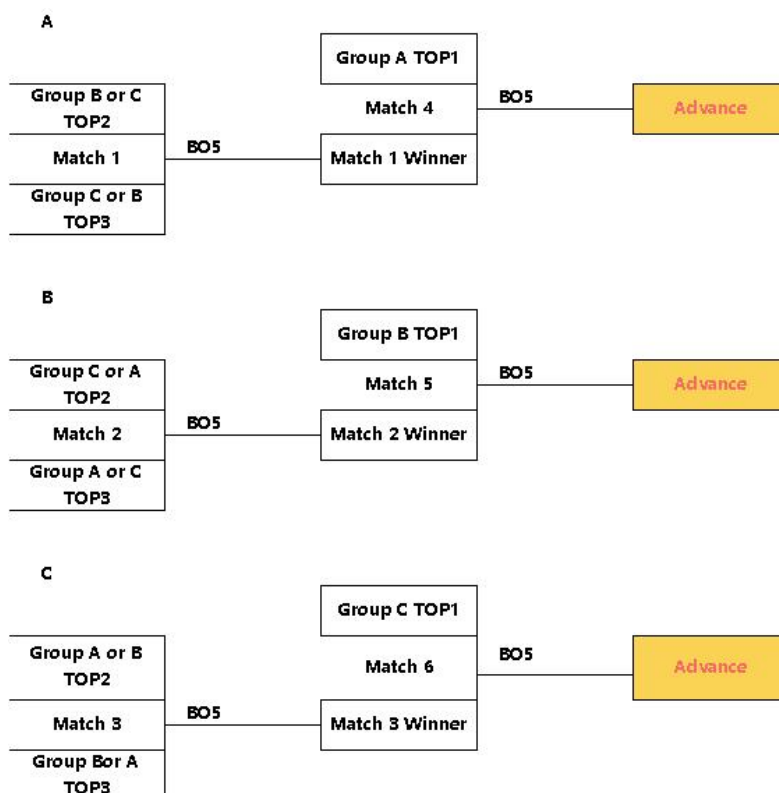 A
Group A TOP1
Group B or C
TOP2
Match 4
BO5
Advance
Match 1
BO5
Match 1 Winner
Group C or B
TOP3
B
Group B TOP1
Group C or A
TOP2
Match 5
BO5
Advance
Match 2
BO5
Match 2 Winner
Group A or C
TOP3
C
Group C TOP1
Group A or B
TOP2
Match 6
BO5
Advance
Match 3
BO5
Match 3 Winner
Group Bor A
TOP3